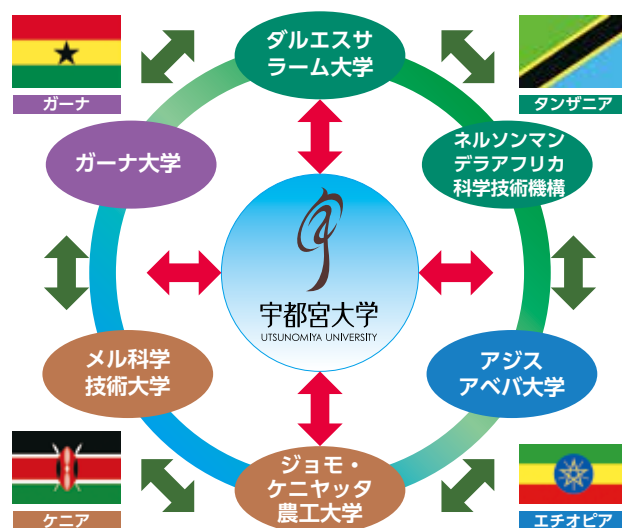 ダルエスサ
ラーム大学
ガーナ
タンザニア
ガーナ大学
ネルソンマン
デラアフリカ
科学技術機構
宇都宮大学
UTSUNOMIYA UNIVERSITY
メル科学
技術大学
アジス
アベバ大学
ジョモ・
ケニヤッタ
農工大学
ケニア
エチオピア